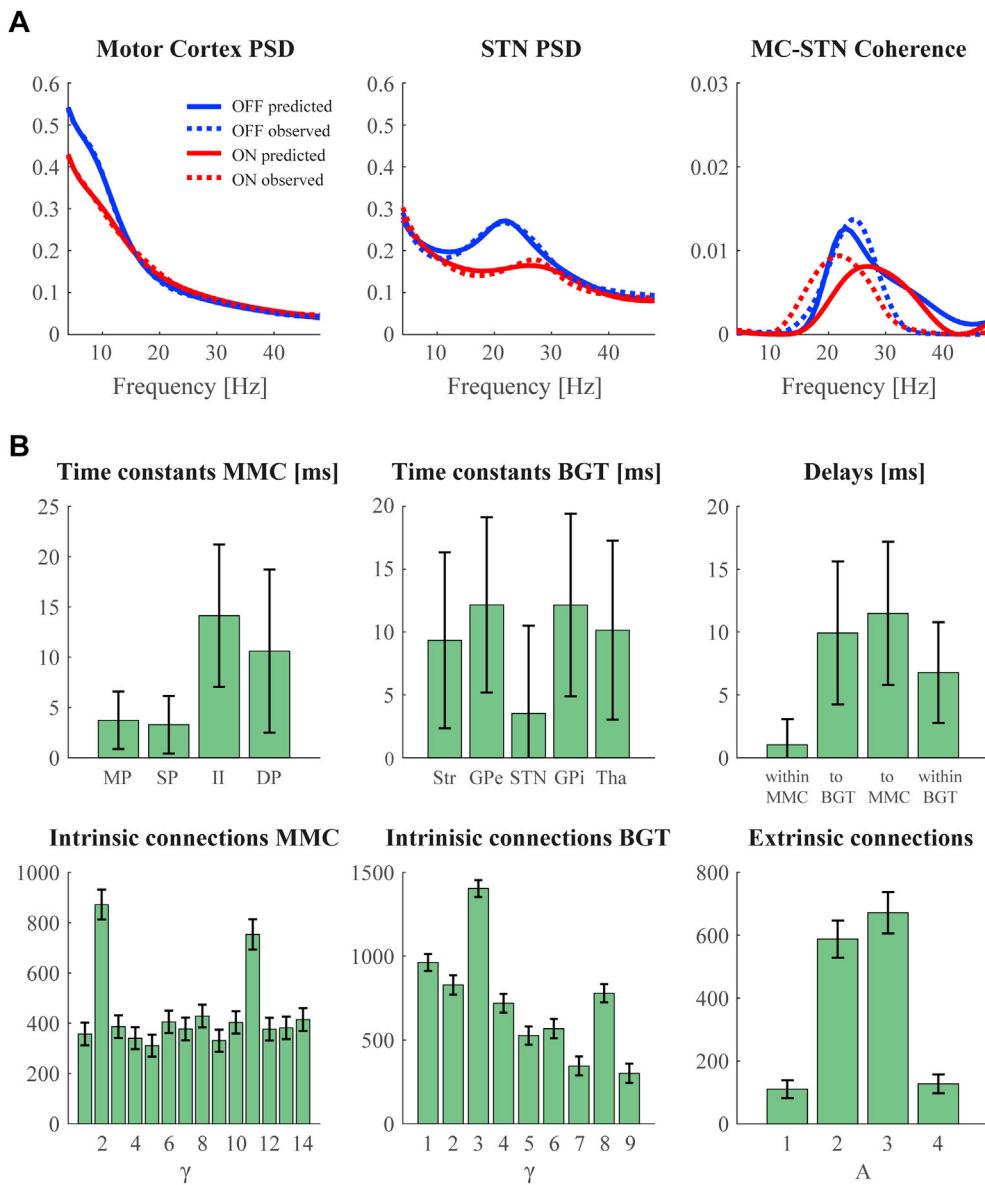 A
Motor Cortex PSD
STN PSD
MC-STN Coherence
0.6
0.5
0.4
0.3
0.2
0.1
0
OFF predicted
OFF observed
ON predicted
ON observed
10 20 30 40
Frequency [Hz]
0.6
0.5
0.4
0.3
0.2
0.1
0
10 20 30 40
Frequency [Hz]
0.03
0.02
0.01
0
10 20 30 40
Frequency [Hz]
B
Time constants MMC [ms]
25
20
15
10
5
0
MP SP II DP
Time constants BGT [ms]
20
15
10
5
0
Str GPe STN GPi Tha
Delays [ms]
20
15
10
5
0
within to to within
MMC BGT MMC BGT
Intrinsic connections MMC
1000
800
600
400
200
0
2 4 6 8 10 12 14
γ
Intrinisic connections BGT
1500
1000
500
0
1 2 3 4 5 6 7 8 9
γ
Extrinsic connections
800
600
400
200
0
1 2 3 4
A